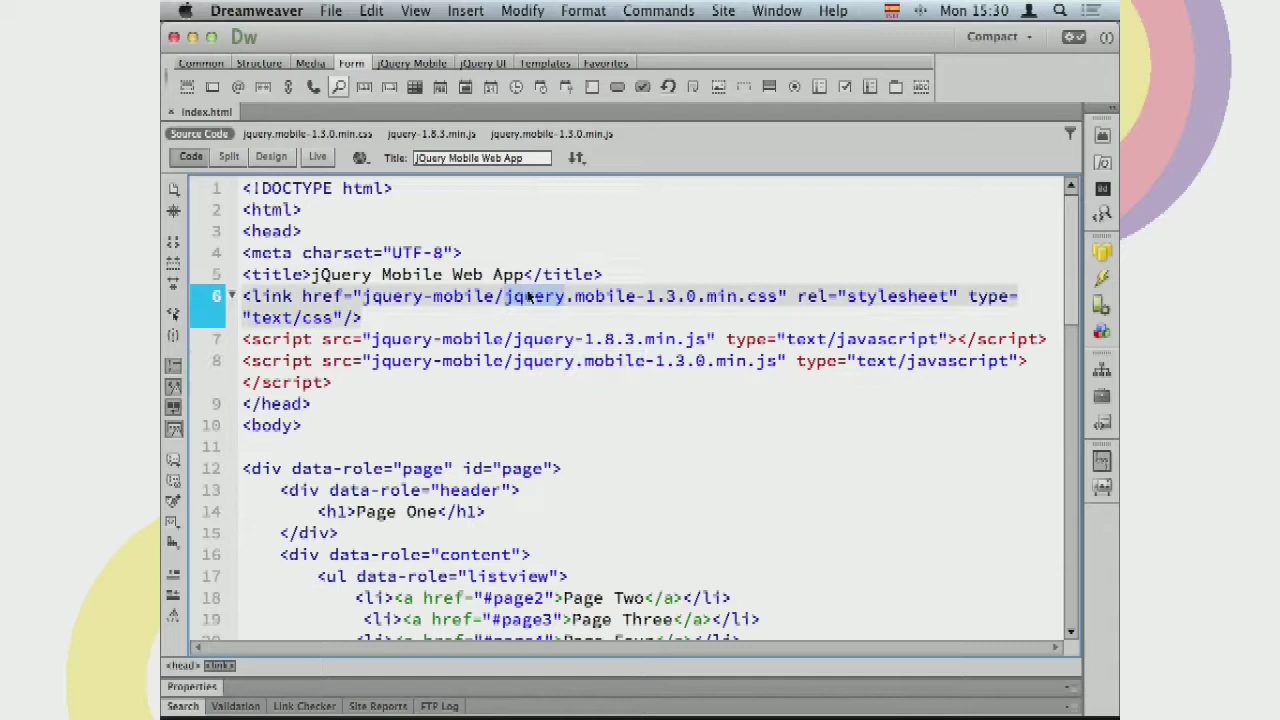 Dreamweaver File Edit View Insert Modify Format Commands Site Window Help Mon 15:30
Dw Compact
Common Structure Media Form jQuery Mobile jQuery UI Templates Favorites
index.html
Source Code jquery.mobile-1.3.0.min.css jquery-1.8.3.min.js jquery.mobile-1.3.0.min.js
Code Split Design Live Title: jQuery Mobile Web App
1 <!DOCTYPE html>
2 <html>
3 <head>
4 <meta charset="UTF-8">
5 <title>jQuery Mobile Web App</title>
6 <link href="jquery-mobile/jquery.mobile-1.3.0.min.css" rel="stylesheet" type=
"text/css"/>
7 <script src="jquery-mobile/jquery-1.8.3.min.js" type="text/javascript"></script>
8 <script src="jquery-mobile/jquery.mobile-1.3.0.min.js" type="text/javascript">
</script>
9 </head>
10 <body>
11
12 <div data-role="page" id="page">
13 <div data-role="header">
14 <h1>Page One</h1>
15 </div>
16 <div data-role="content">
17 <ul data-role="listview">
18 <li><a href="#page2">Page Two</a></li>
19 <li><a href="#page3">Page Three</a></li>
20 <li><a href="#page4">Page Four</a></li>
<head> <link>
Properties
Search Validation Link Checker Site Reports FTP Log